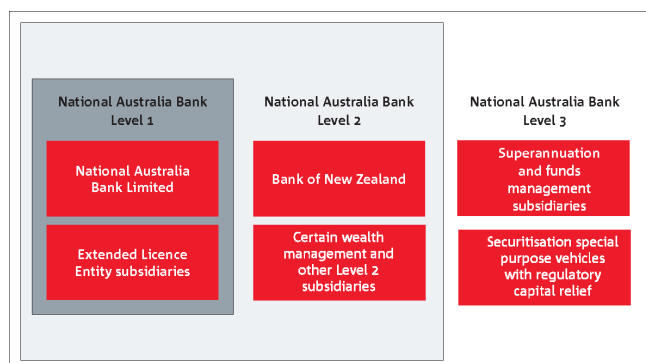 National Australia Bank
Level 1
National Australia
Bank Limited
Extended Licence
Entity subsidiaries
National Australia Bank
Level 2
Bank of New Zealand
Certain wealth
management and
other Level 2
subsidiaries
National Australia Bank
Level 3
Superannuation
and funds
management
subsidiaries
Securitisation special
purpose vehicles
with regulatory
capital relief